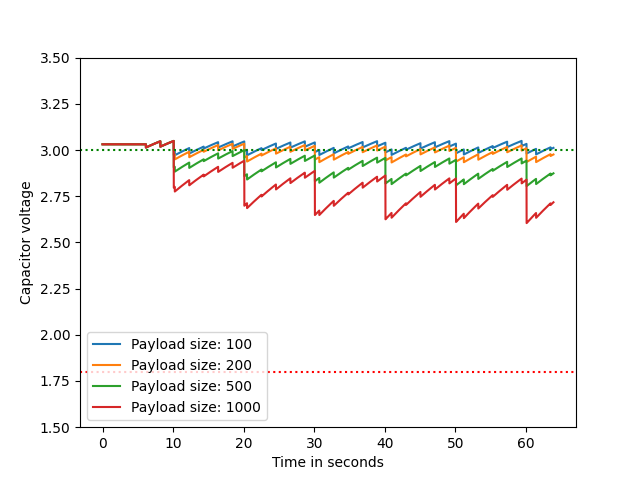 3.50
3.25
3.00
2.75
2.50
2.25
2.00
1.75
1.50
Capacitor voltage
Payload size: 100
Payload size: 200
Payload size: 500
Payload size: 1000
0 10 20 30 40 50 60
Time in seconds